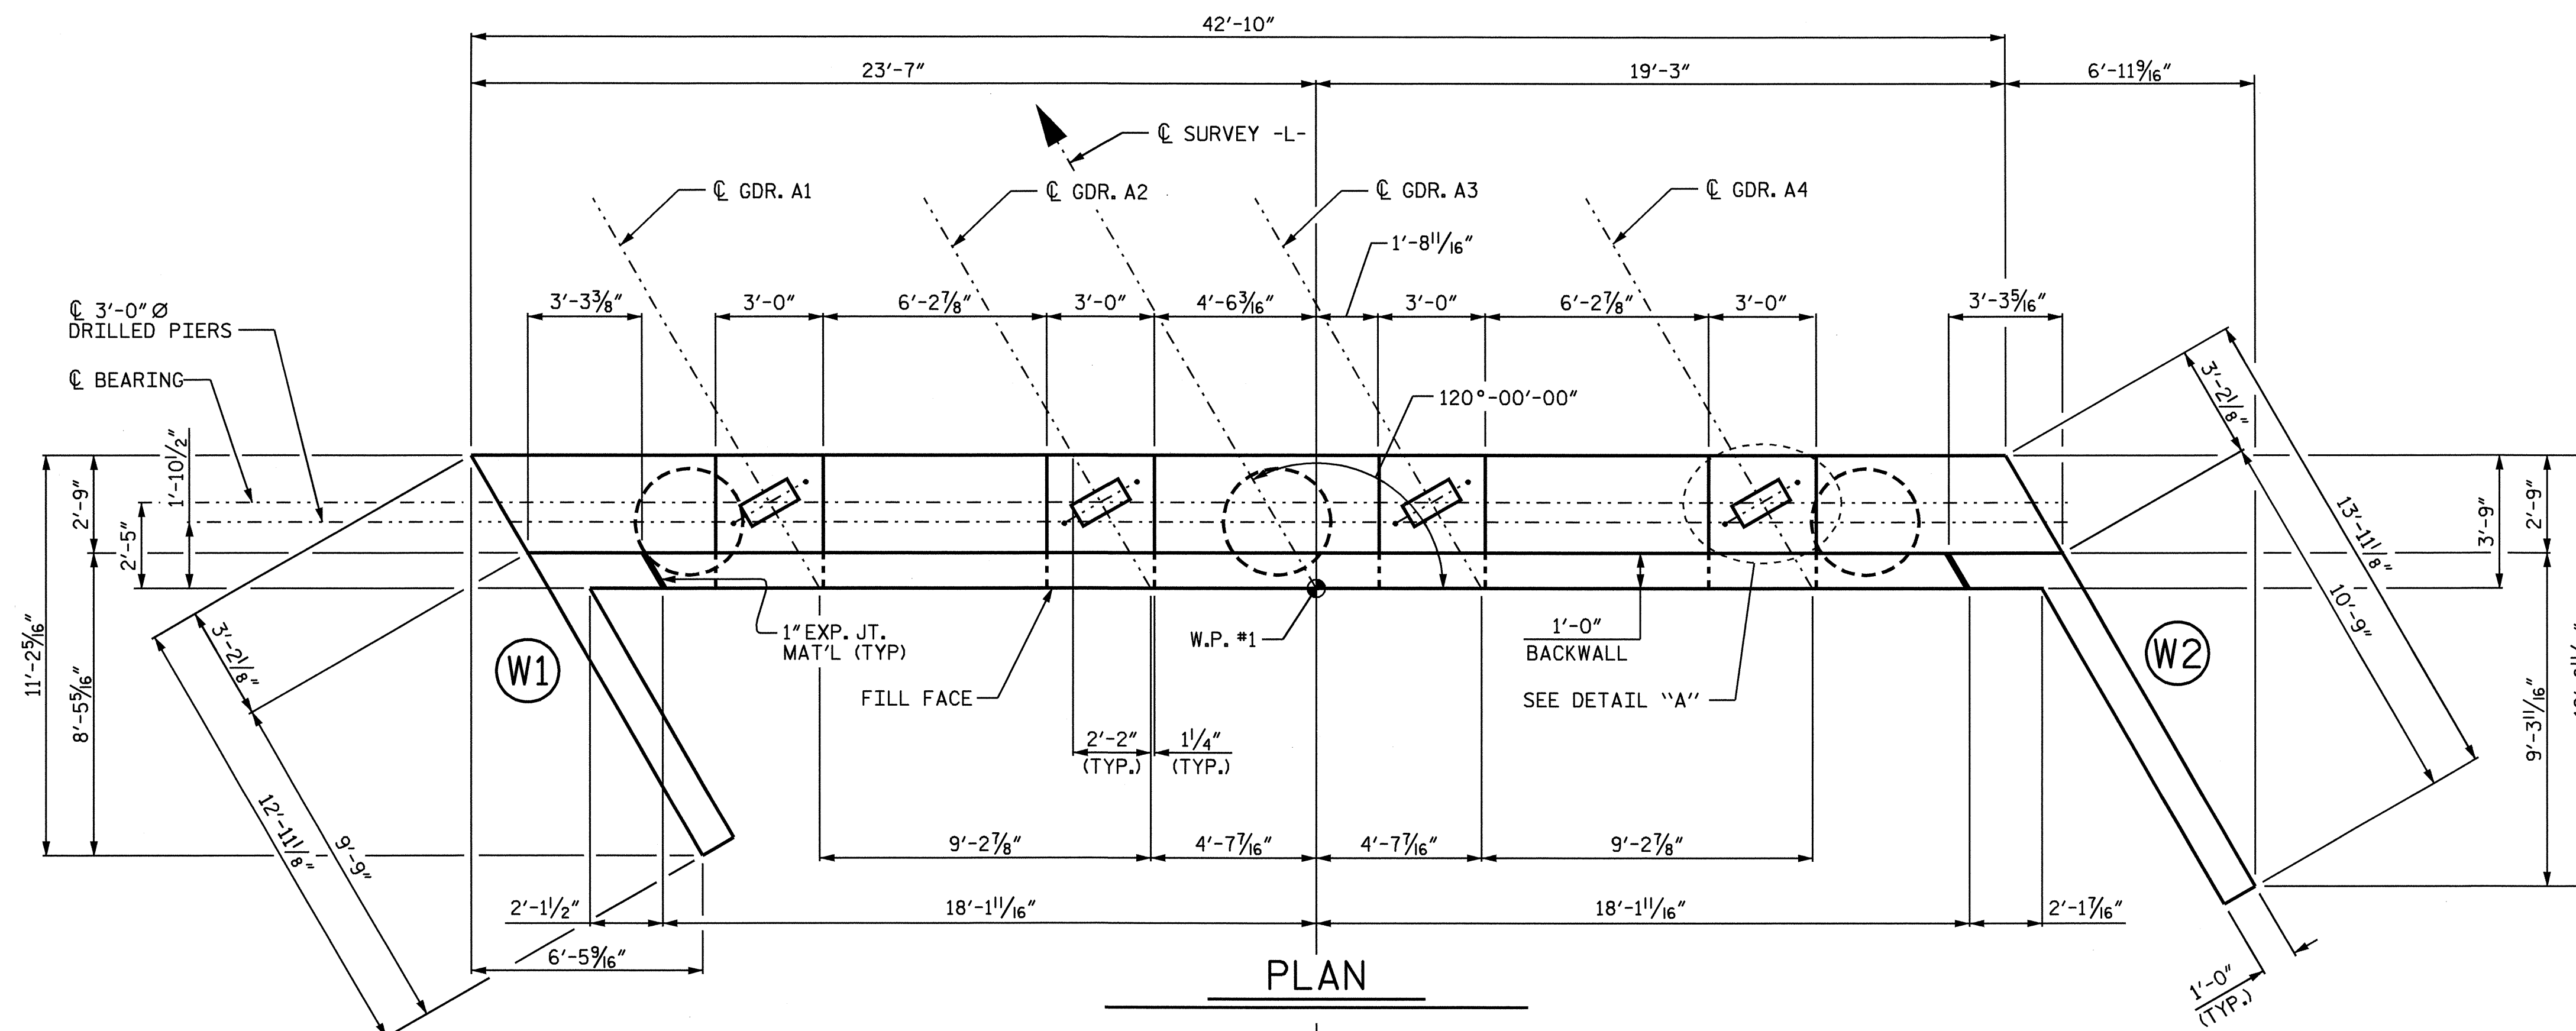 42'-10"
23'-7"
19'-3"
6'-11 9/16"
℄ SURVEY -L-
℄ GDR. A1
℄ GDR. A2
℄ GDR. A3
℄ GDR. A4
1'-8 11/16"
3'-3 3/8"
3'-0"
6'-2 7/8"
3'-0"
4'-6 3/16"
3'-0"
6'-2 7/8"
3'-0"
3'-3 5/16"
℄ 3'-0" Ø
DRILLED PIERS
℄ BEARING
120°-00'-00"
3'-2 1/8"
13'-11 1/8"
10'-9"
1'-10 1/2"
2'-9"
2'-5"
11'-2 5/16"
8'-5 5/16"
3'-9"
2'-9"
9'-3 11/16"
3'-2 1/8"
12'-11 1/8"
9'-9"
W1
1" EXP. JT.
MAT'L (TYP)
W.P. #1
1'-0"
BACKWALL
W2
FILL FACE
SEE DETAIL "A"
2'-2"
(TYP.)
1 1/4"
(TYP.)
9'-2 7/8"
4'-7 7/16"
4'-7 7/16"
9'-2 7/8"
2'-1 1/2"
18'-1 11/16"
18'-1 11/16"
2'-1 7/16"
6'-5 9/16"
PLAN
1'-0"
(TYP.)